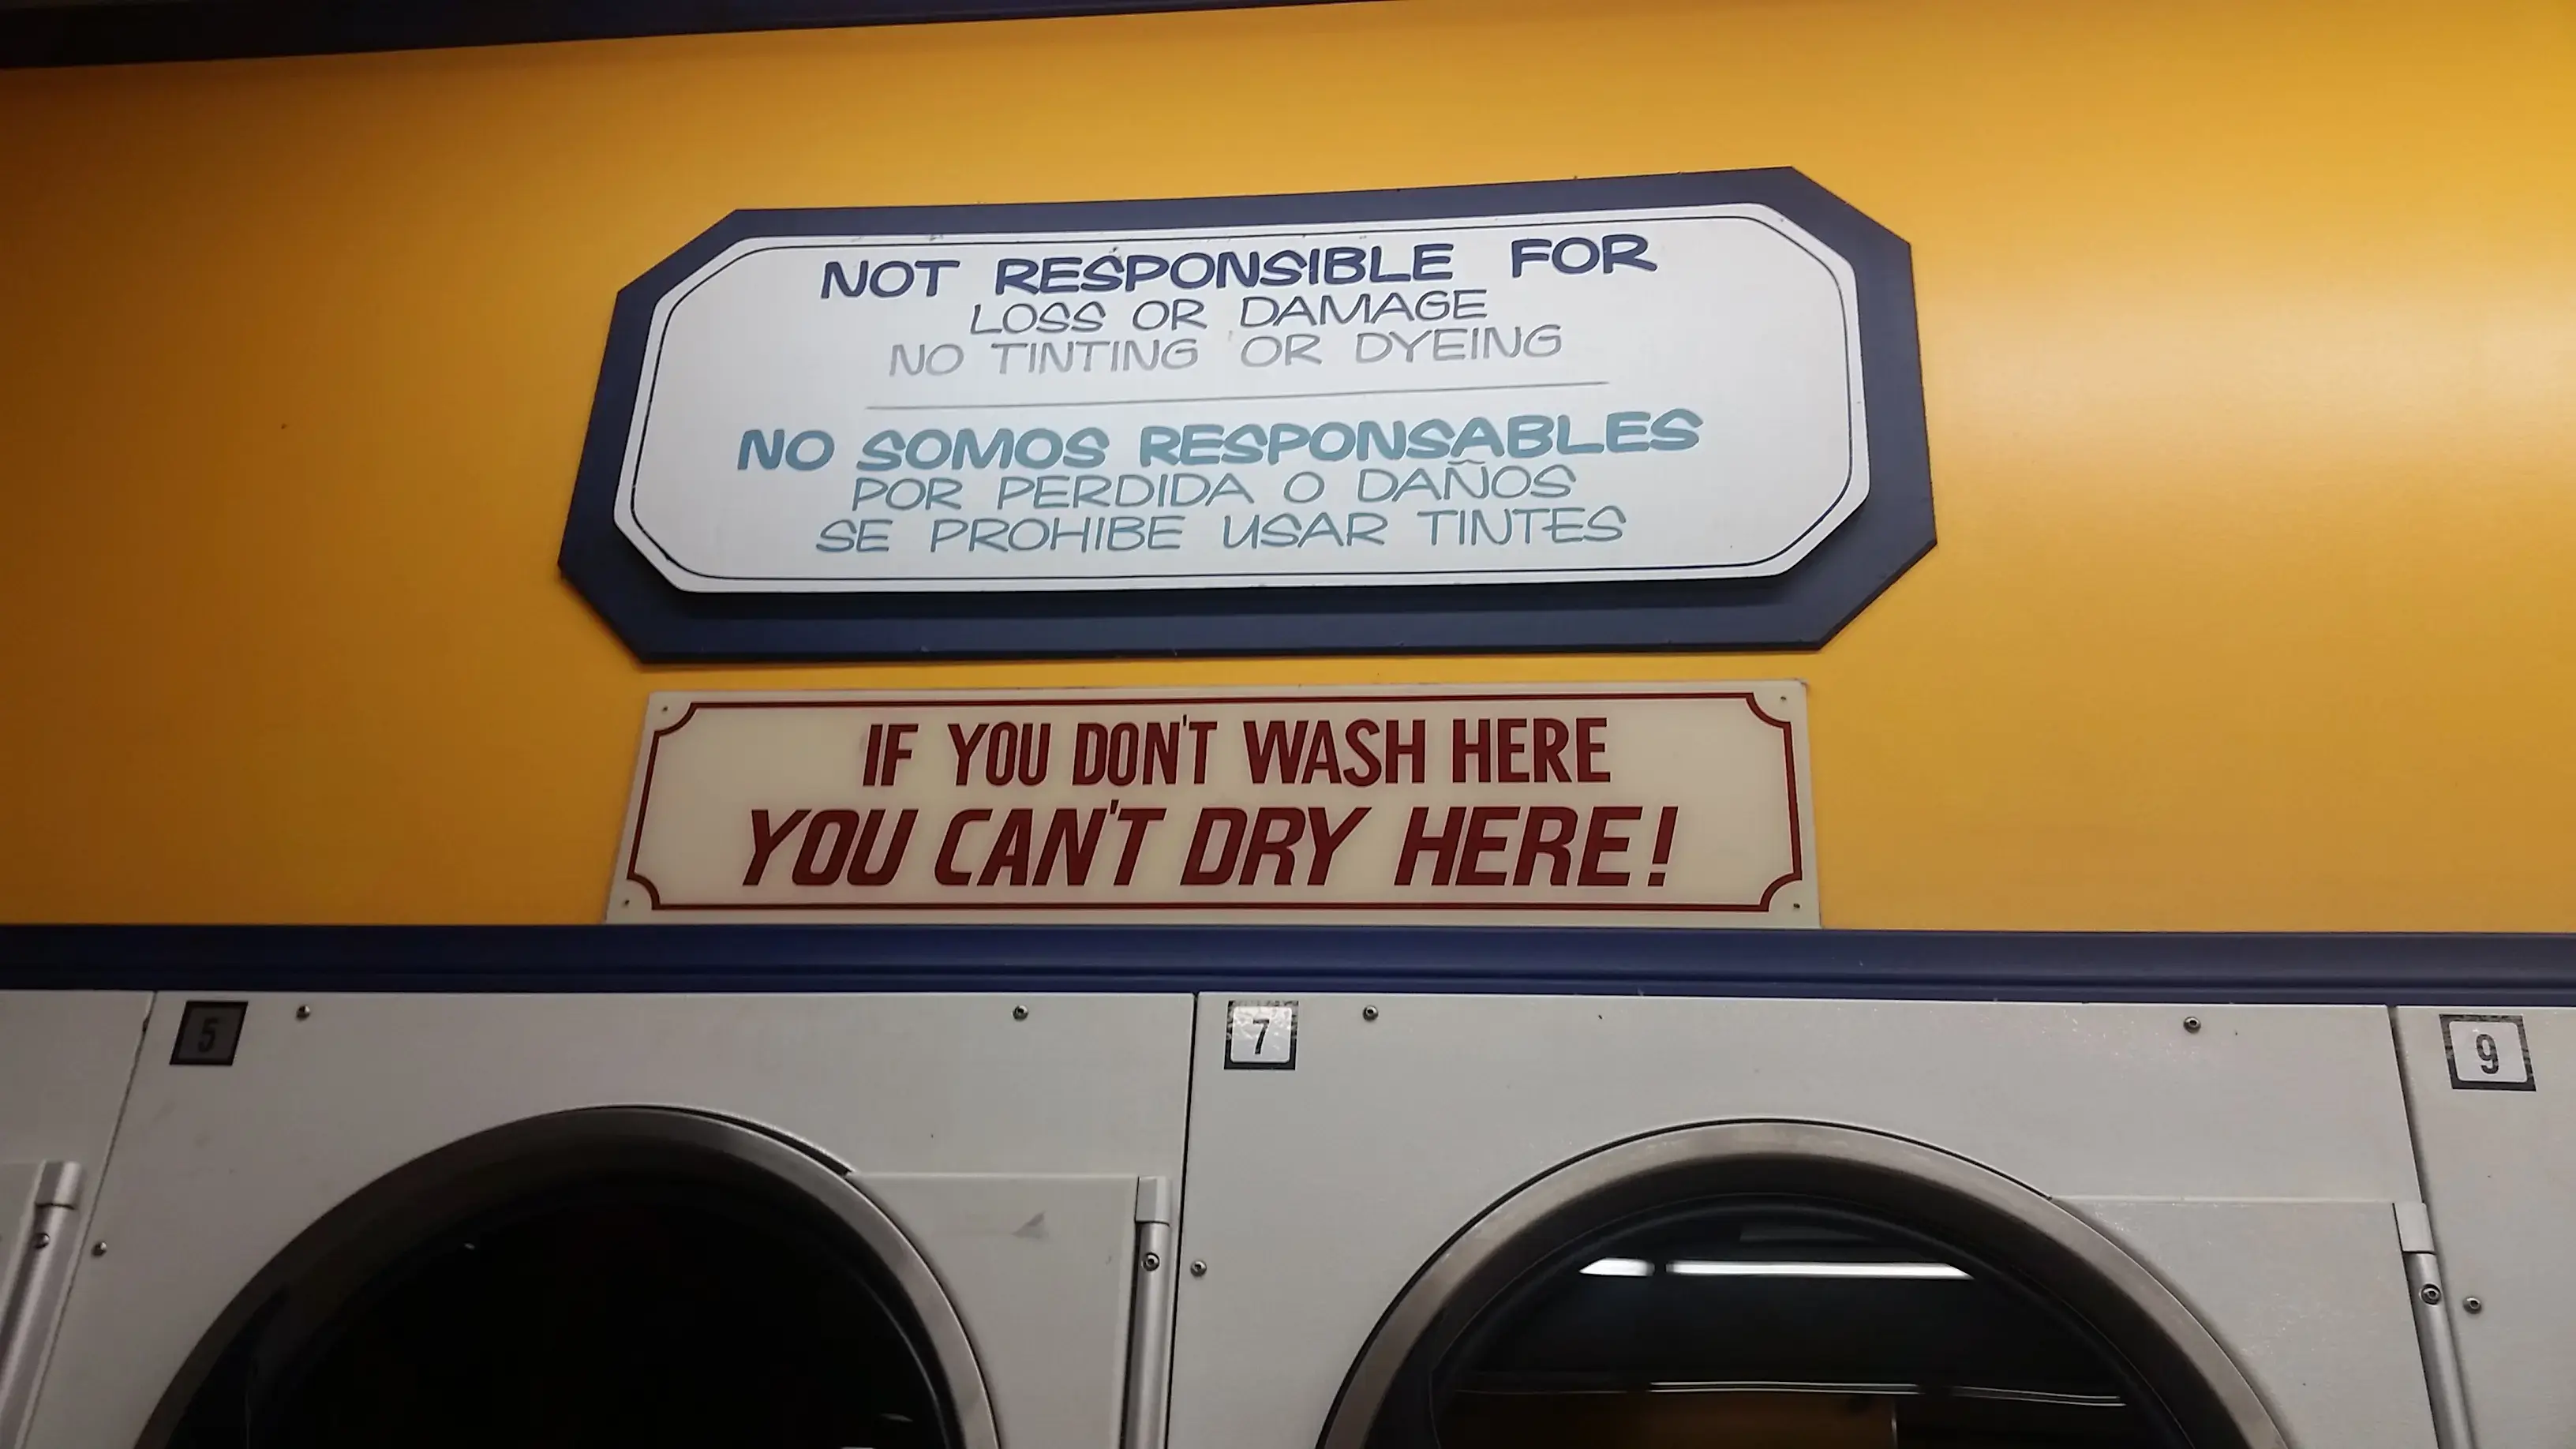 NOT RESPONSIBLE FOR
LOSS OR DAMAGE
NO TINTING OR DYEING
NO SOMOS RESPONSABLES
POR PERDIDA O DAÑOS
SE PROHIBE USAR TINTES
IF YOU DON'T WASH HERE
YOU CAN'T DRY HERE!
5
7
9